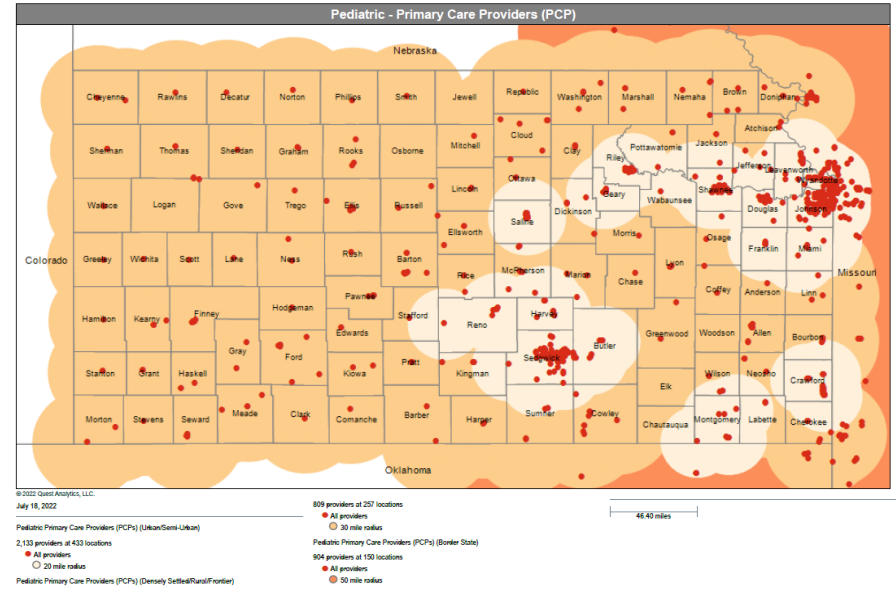 Pediatric - Primary Care Providers (PCP)
Nebraska
Cheyenne Rawlins Decatur Norton Phillips Smith Jewell Republic Washington Marshall Nemaha Brown Doniphan
Atchison
Sherman Thomas Sheridan Graham Rooks Osborne Mitchell Cloud Clay Riley Pottawatomie Jackson Jefferson Leavenworth
Wyandotte
Ottawa
Wallace Logan Gove Trego Ellis Russell Lincoln Saline Dickinson Geary Wabaunsee Shawnee Douglas Johnson
Ellsworth Morris Osage Franklin Miami
Colorado Greeley Wichita Scott Lane Ness Rush Barton Rice McPherson Marion Chase Lyon Missouri
Coffey Anderson Linn
Hamilton Kearny Finney Hodgeman Pawnee Stafford Reno Harvey
Edwards Greenwood Woodson Allen Bourbon
Gray Ford Sedgwick Butler
Stanton Grant Haskell Kiowa Pratt Kingman Wilson Neosho Crawford
Elk
Morton Stevens Seward Meade Clark Comanche Barber Harper Sumner Cowley Chautauqua Montgomery Labette Cherokee
Oklahoma
© 2022 Quest Analytics, LLC.
July 18, 2022
Pediatric Primary Care Providers (PCPs) (Urban/Semi-Urban)
2,133 providers at 433 locations
All providers
20 mile radius
Pediatric Primary Care Providers (PCPs) (Densely Settled/Rural/Frontier)
809 providers at 257 locations
All providers
30 mile radius
Pediatric Primary Care Providers (PCPs) (Border State)
904 providers at 150 locations
All providers
50 mile radius
46.40 miles